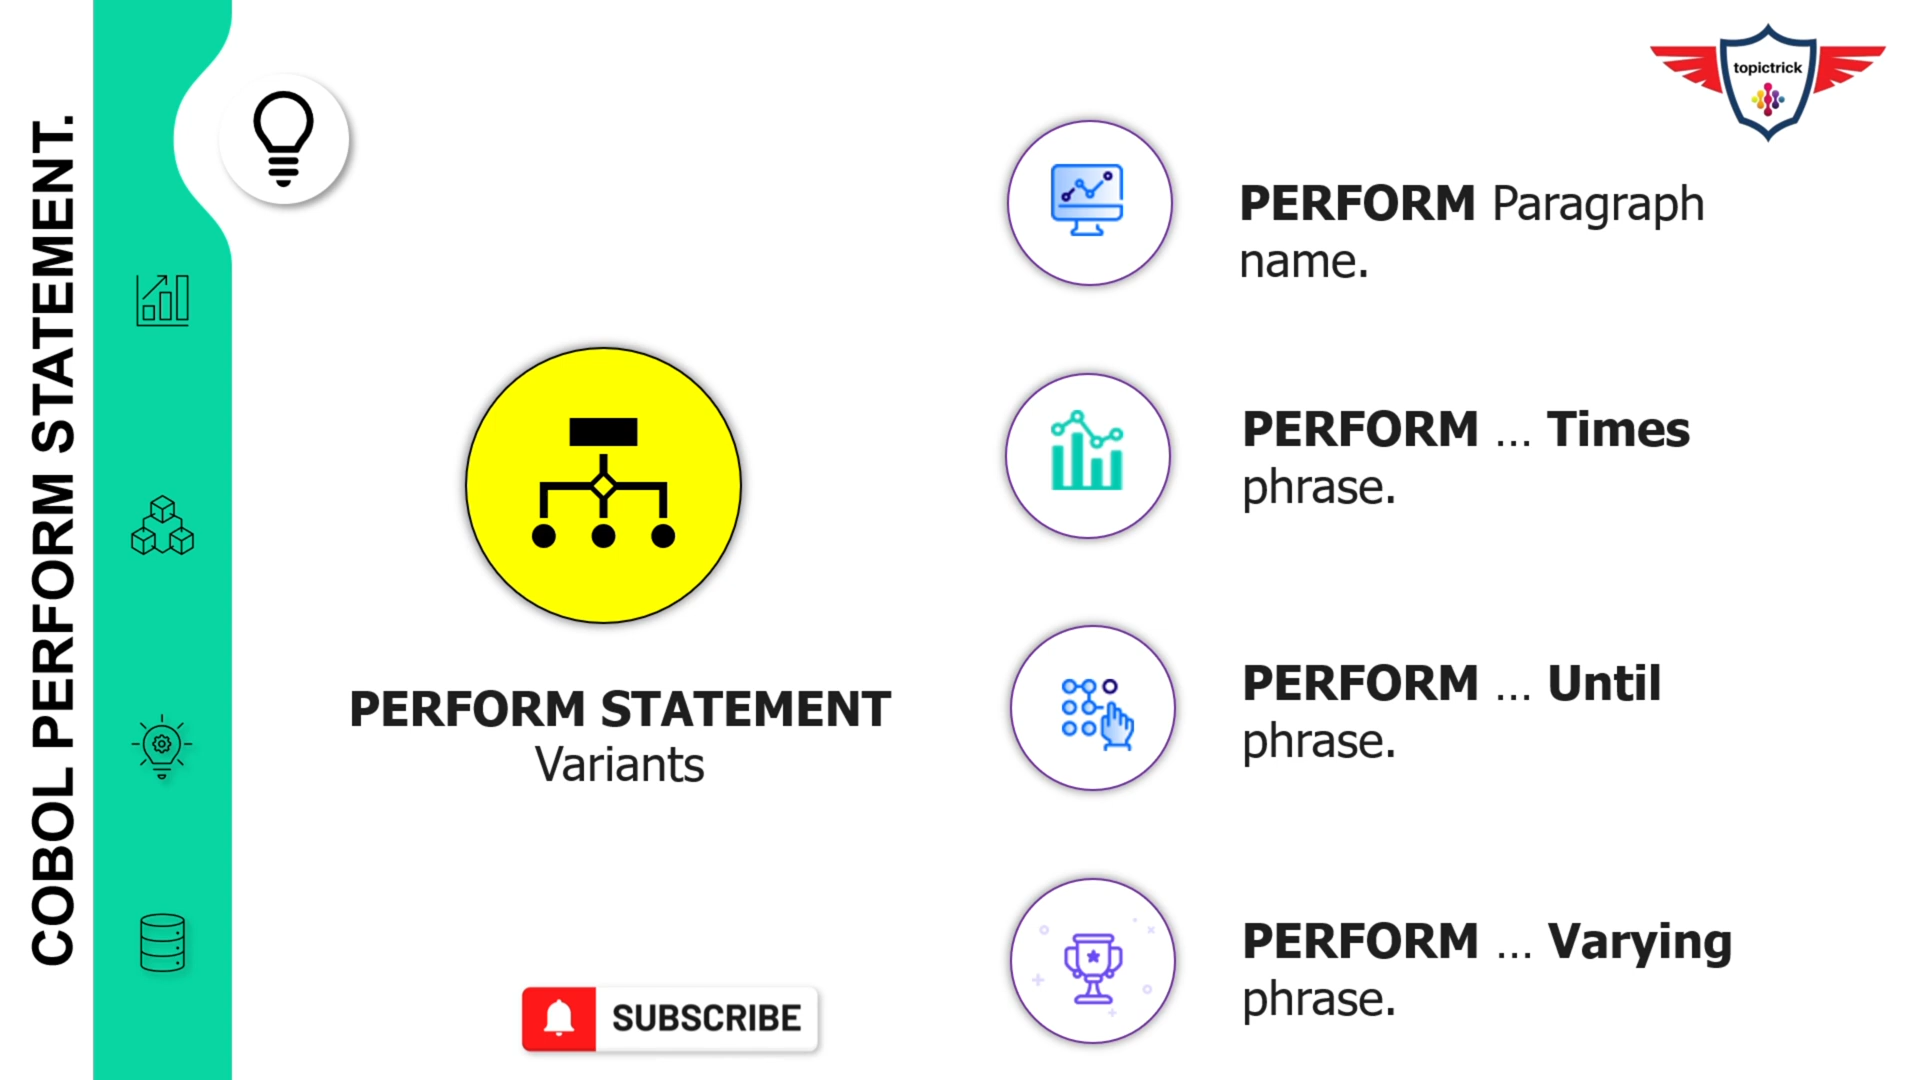 COBOL PERFORM STATEMENT.
topictrick
PERFORM Paragraph
name.
PERFORM ... Times
phrase.
PERFORM ... Until
phrase.
PERFORM STATEMENT
Variants
PERFORM ... Varying
phrase.
SUBSCRIBE